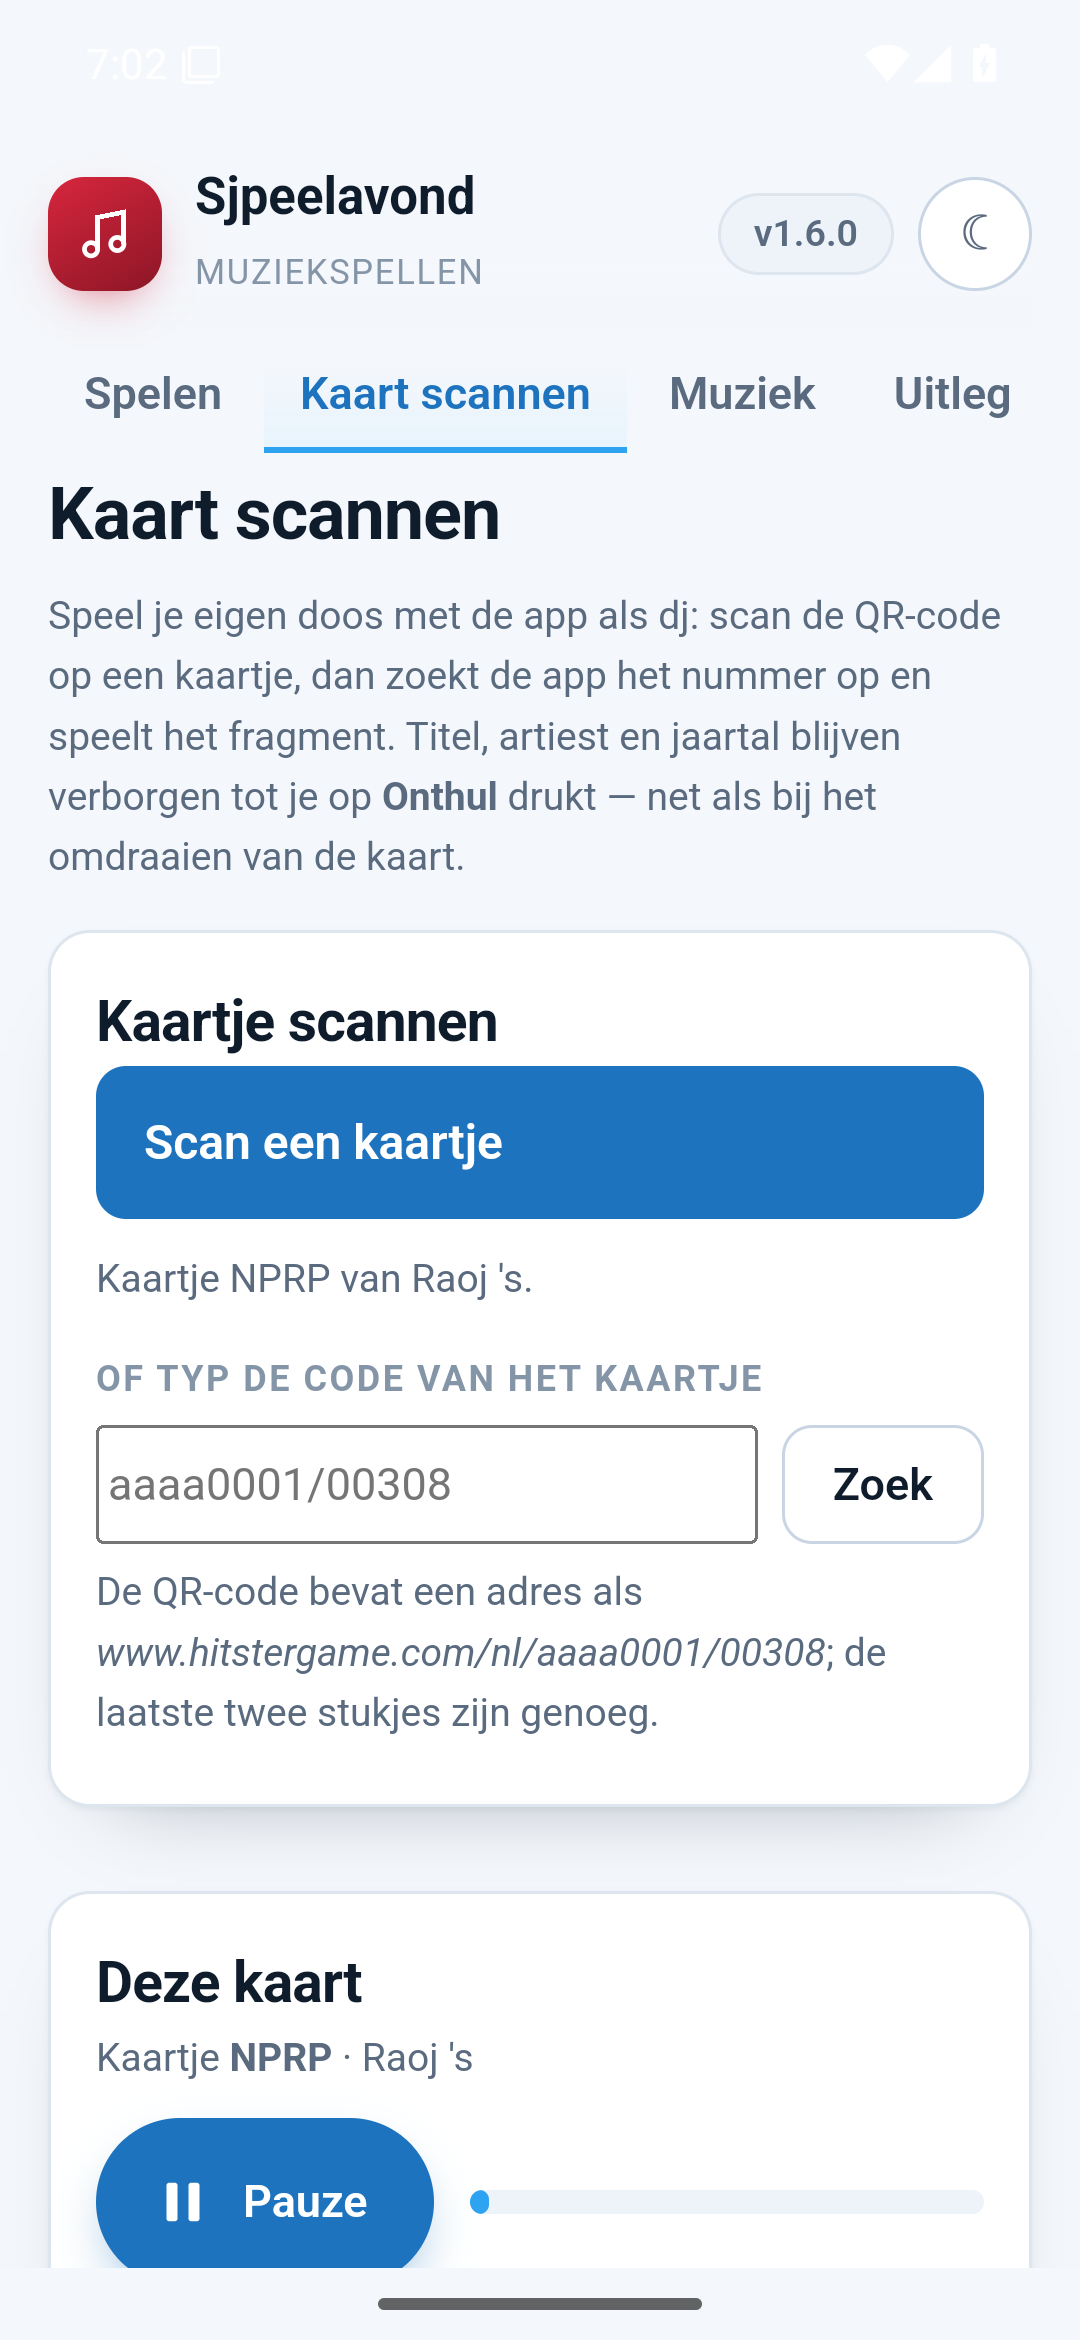 7:02
Sjpeelavond
MUZIEKSPELLEN
v1.6.0
Spelen
Kaart scannen
Muziek
Uitleg
Kaart scannen
Speel je eigen doos met de app als dj: scan de QR-code
op een kaartje, dan zoekt de app het nummer op en
speelt het fragment. Titel, artiest en jaartal blijven
verborgen tot je op Onthul drukt — net als bij het
omdraaien van de kaart.
Kaartje scannen
Scan een kaartje
Kaartje NPRP van Raoj 's.
OF TYP DE CODE VAN HET KAARTJE
aaaa0001/00308
Zoek
De QR-code bevat een adres als
www.hitstergame.com/nl/aaaa0001/00308; de
laatste twee stukjes zijn genoeg.
Deze kaart
Kaartje NPRP · Raoj 's
Pauze